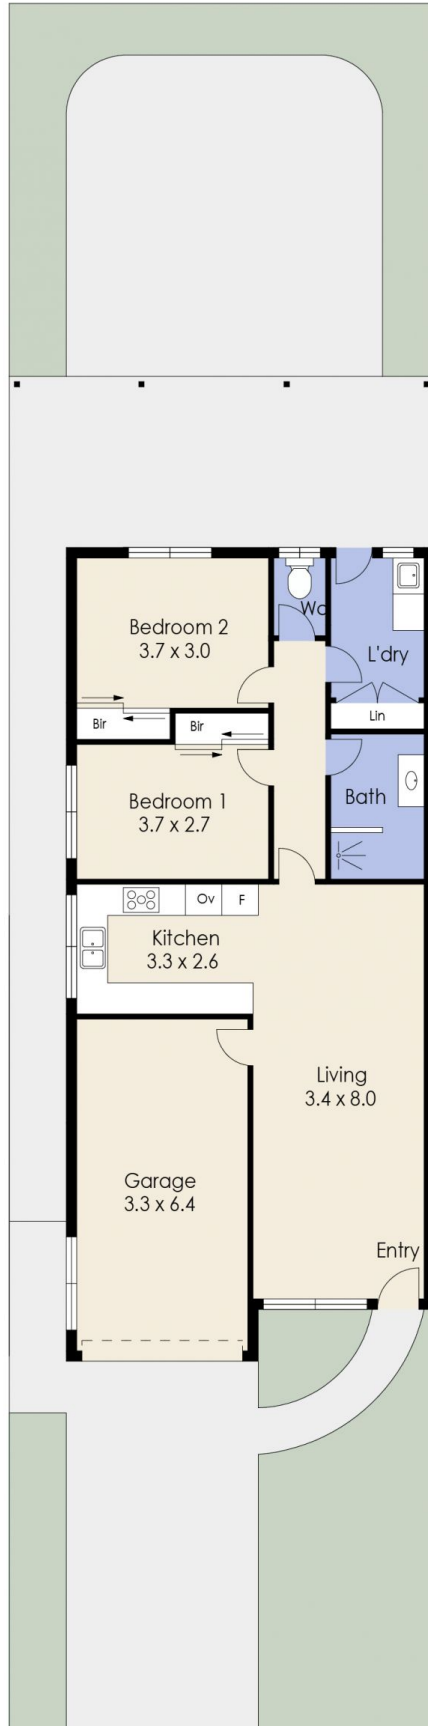 Bedroom 2
3.7 x 3.0
Wc
L'dry
Lin
Bir
Bir
Bedroom 1
3.7 x 2.7
Bath
Ov
F
Kitchen
3.3 x 2.6
Living
3.4 x 8.0
Garage
3.3 x 6.4
Entry